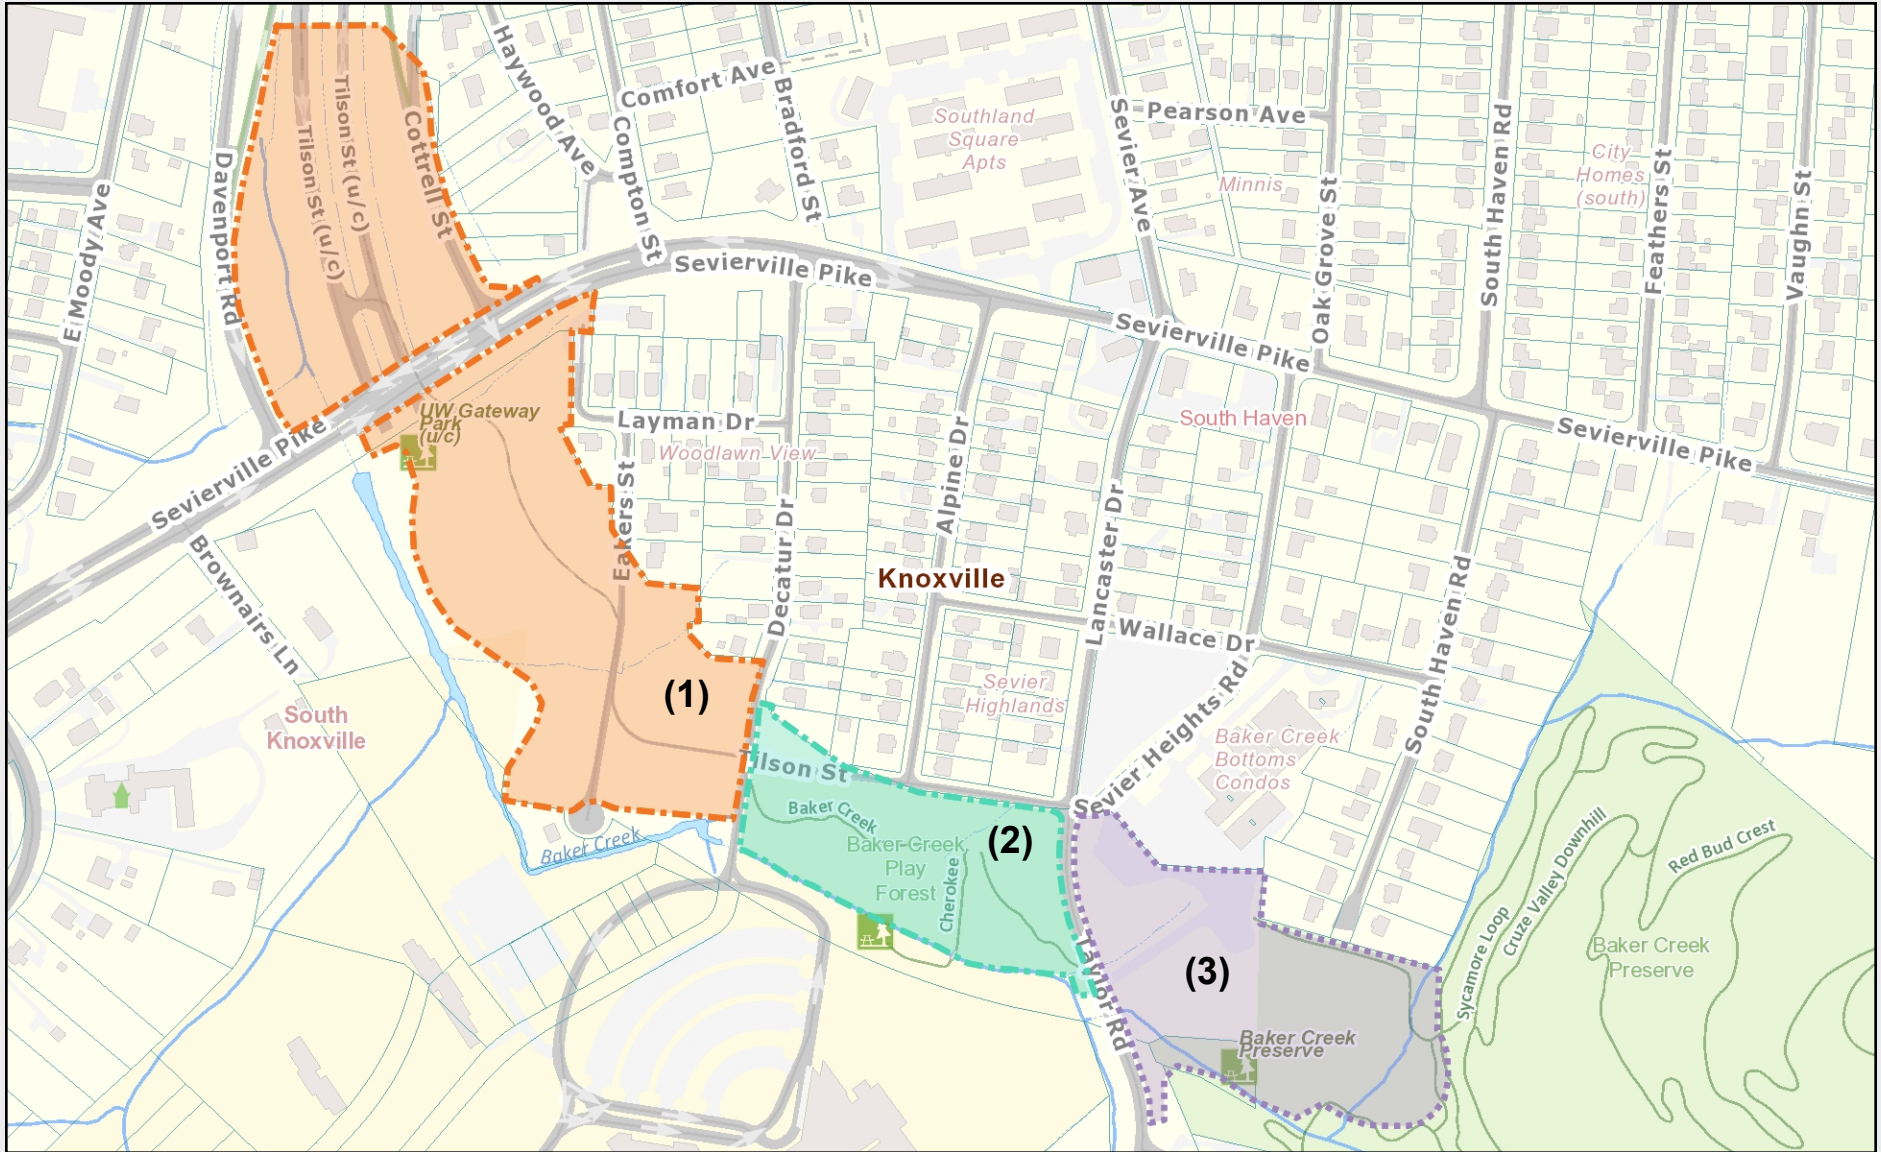 Haywood Ave
Comfort Ave
Compton St
Bradford St
Southland
Square
Apts
Sevier Ave
Pearson Ave
Minnis
Oak Grove St
South Haven Rd
City
Homes
(south)
Feathers St
Vaughn St
E Moody Ave
Davenport Rd
Tilson St (u/c)
Tilson St (u/c)
Cottrell St
Sevierville Pike
Sevierville Pike
Sevierville Pike
Sevierville Pike
UW Gateway
Park
(u/c)
Layman Dr
Woodlawn View
South Haven
Eakers St
Decatur Dr
Alpine Dr
Lancaster Dr
Brownairs Ln
Knoxville
Wallace Dr
South Haven Rd
Sevier
Highlands
(1)
South
Knoxville
Sevier Heights Rd
Baker Creek
Bottoms
Condos
Tilson St
Baker Creek
Baker Creek
Baker Creek
Play
Forest
Cherokee
(2)
(3)
Taylor Rd
Baker Creek
Preserve
Sycamore Loop
Cruze Valley Downhill
Red Bud Crest
Baker Creek
Preserve